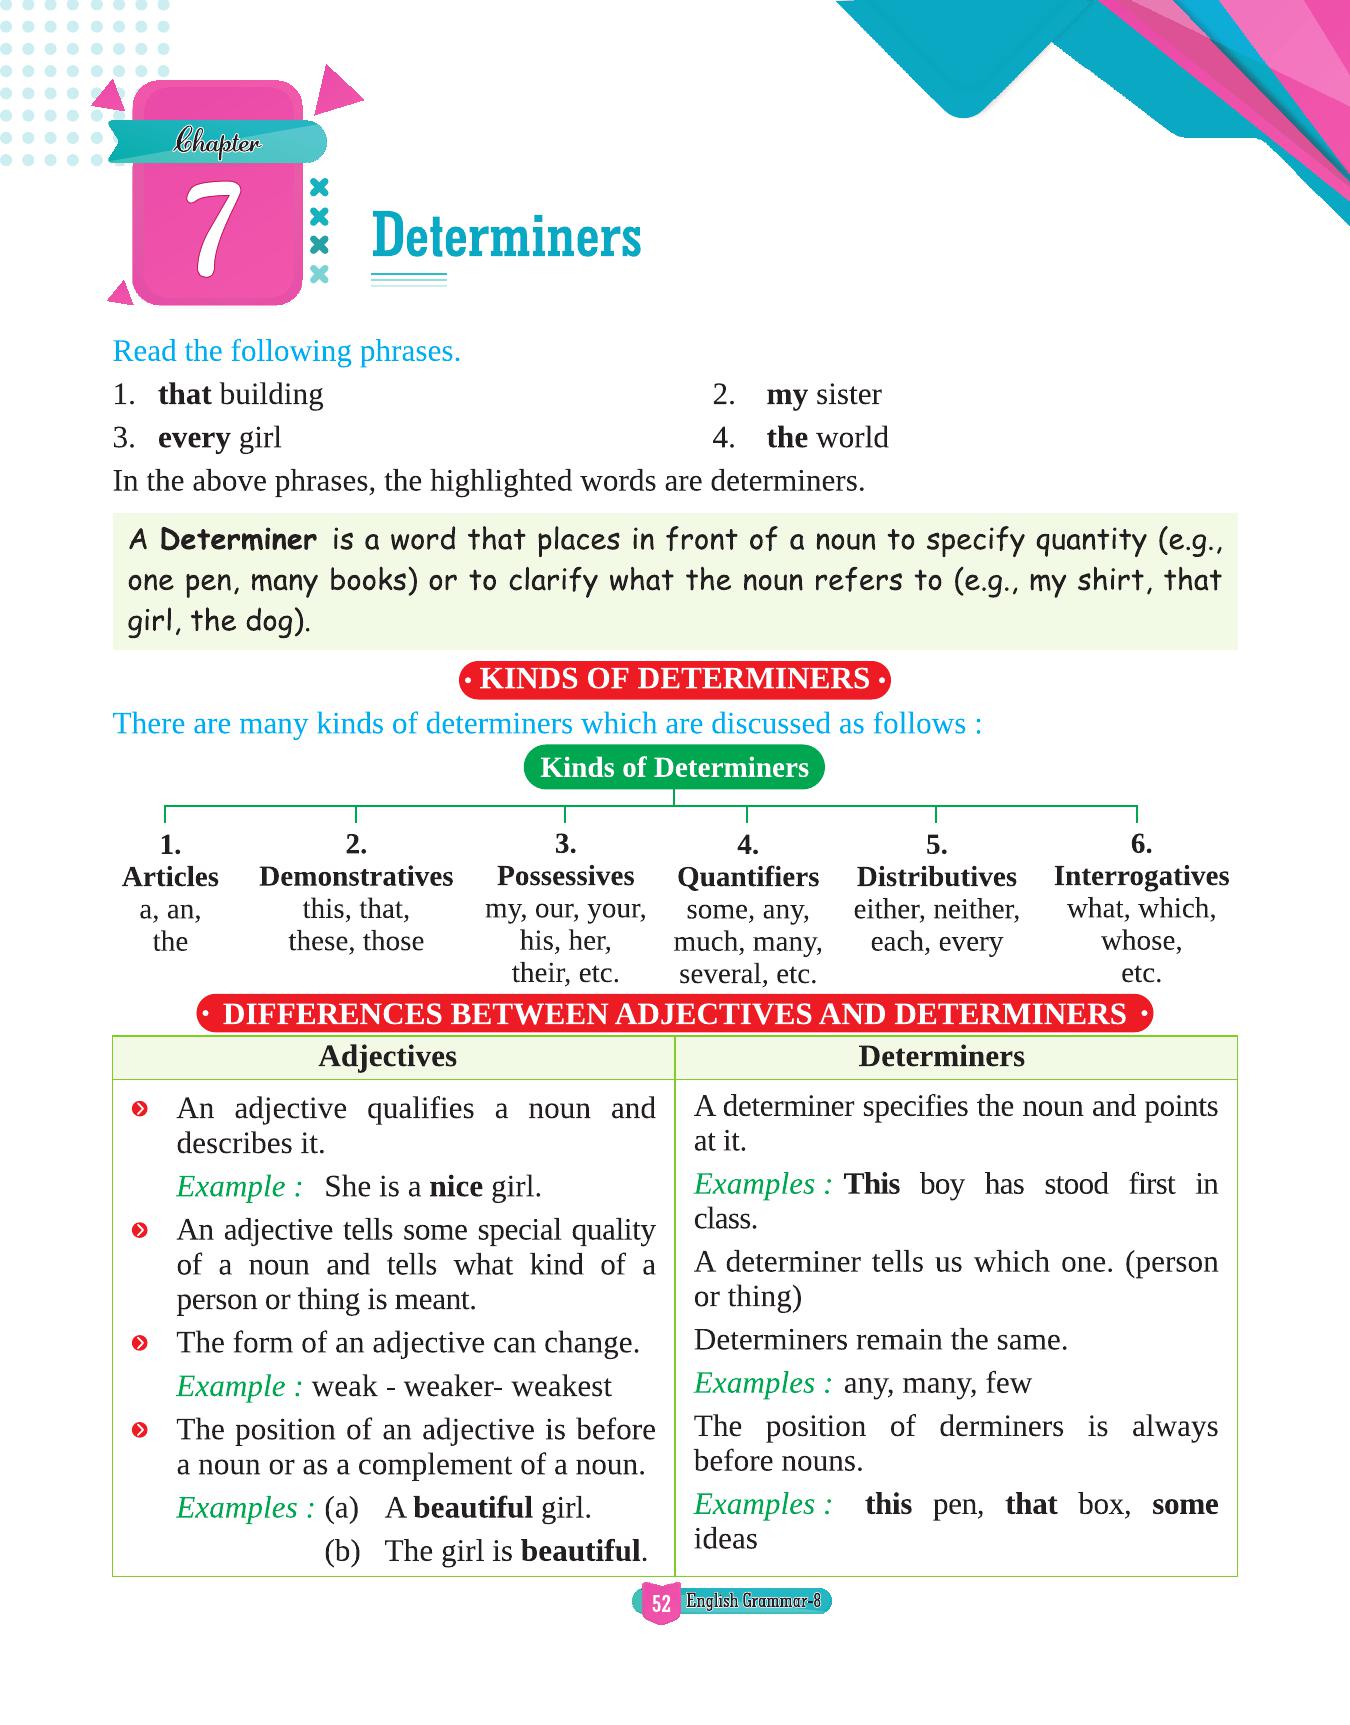 Chapter
7
Determiners
Read the following phrases.
1. that building
2. my sister
3. every girl
4. the world
In the above phrases, the highlighted words are determiners.
A Determiner is a word that places in front of a noun to specify quantity (e.g.,
one pen, many books) or to clarify what the noun refers to (e.g., my shirt, that
girl, the dog).
• KINDS OF DETERMINERS •
There are many kinds of determiners which are discussed as follows :
Kinds of Determiners
1.
Articles
a, an,
the
2.
Demonstratives
this, that,
these, those
3.
Possessives
my, our, your,
his, her,
their, etc.
4.
Quantifiers
some, any,
much, many,
several, etc.
5.
Distributives
either, neither,
each, every
6.
Interrogatives
what, which,
whose,
etc.
• DIFFERENCES BETWEEN ADJECTIVES AND DETERMINERS •
Adjectives
An adjective qualifies a noun and
describes it.
Example : She is a nice girl.
An adjective tells some special quality
of a noun and tells what kind of a
person or thing is meant.
The form of an adjective can change.
Example : weak - weaker- weakest
The position of an adjective is before
a noun or as a complement of a noun.
Examples : (a) A beautiful girl.
(b) The girl is beautiful.
Determiners
A determiner specifies the noun and points
at it.
Examples : This boy has stood first in
class.
A determiner tells us which one. (person
or thing)
Determiners remain the same.
Examples : any, many, few
The position of derminers is always
before nouns.
Examples : this pen, that box, some
ideas
52 English Grammar-8